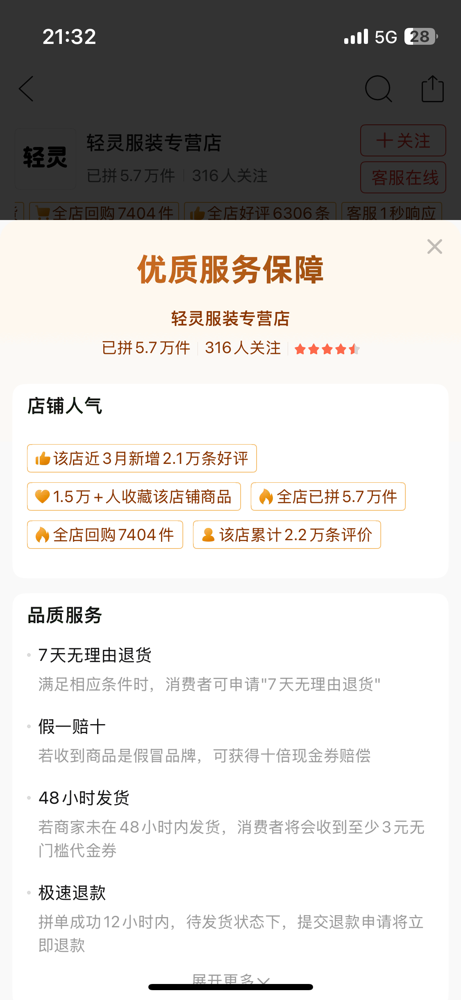 21:32
5G 28
轻灵
轻灵服装专营店
关注
已拼5.7万件 316人关注
客服在线
全店回购7404件 全店好评6306条 客服1秒响应
优质服务保障
轻灵服装专营店
已拼5.7万件 316人关注
店铺人气
该店近3月新增2.1万条好评
1.5万+人收藏该店铺商品 全店已拼5.7万件
全店回购7404件 该店累计2.2万条评价
品质服务
7天无理由退货
满足相应条件时，消费者可申请"7天无理由退货"
假一赔十
若收到商品是假冒品牌，可获得十倍现金券赔偿
48小时发货
若商家未在48小时内发货，消费者将会收到至少3元无
门槛代金券
极速退款
拼单成功12小时内，待发货状态下，提交退款申请将立
即退款
展开更多